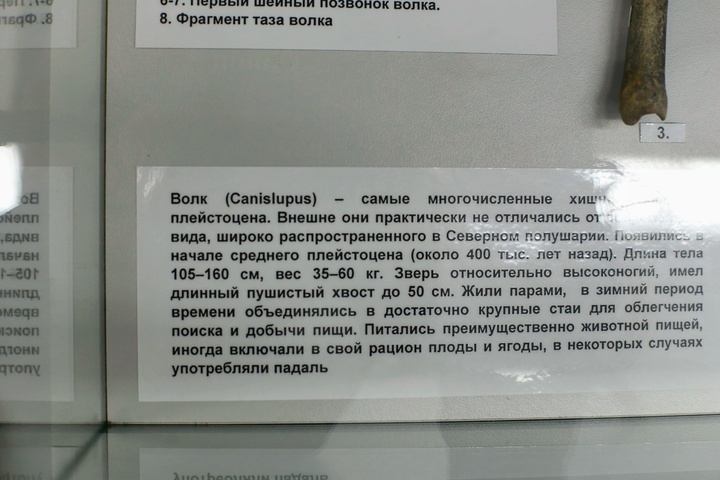 6-7. Первый шейный позвонок волка.
8. Фрагмент таза волка
3.
Волк (Canislupus) – самые многочисленные
плейстоцена. Внешне они практически не отличались от
вида, широко распространенного в Северном полушарии. Появились в
начале среднего плейстоцена (около 400 тыс. лет назад). Длина тела
105–160 см, вес 35–60 кг. Зверь относительно высоконогий, имел
длинный пушистый хвост до 50 см. Жили парами, в зимний период
времени объединялись в достаточно крупные стаи для облегчения
поиска и добычи пищи. Питались преимущественно животной пищей,
иногда включали в свой рацион плоды и ягоды, в некоторых случаях
употребляли падаль